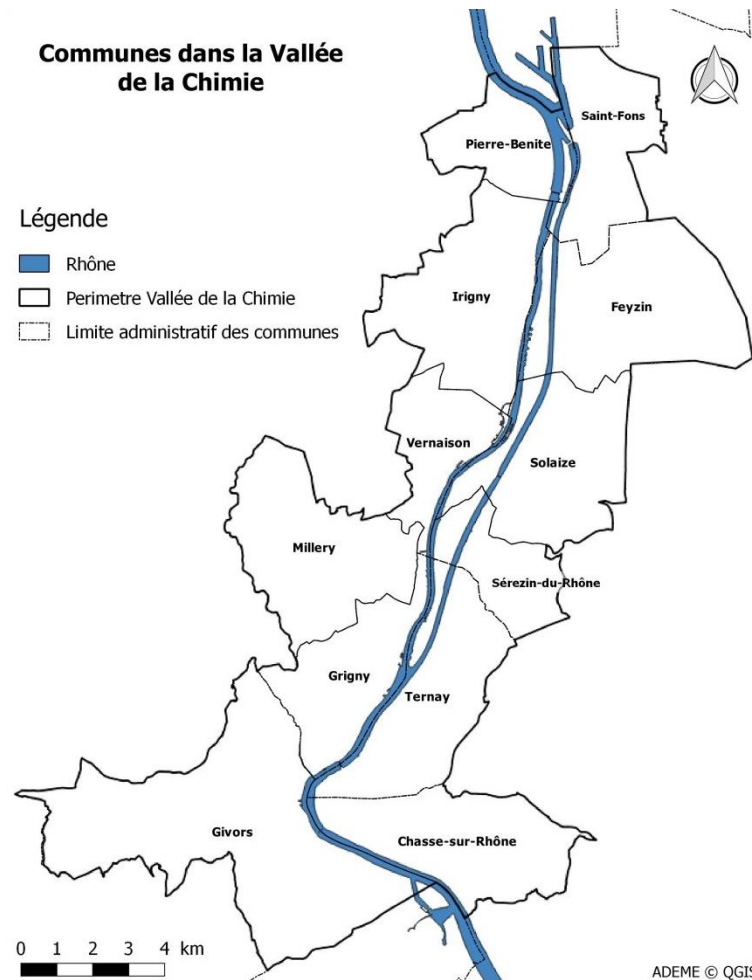 Communes dans la Vallée
de la Chimie
Saint-Fons
Pierre-Benite
Légende
Rhône
Perimetre Vallée de la Chimie
Limite administratif des communes
Irigny
Feyzin
Vernaison
Solaize
Millery
Sérezin-du-Rhône
Grigny
Ternay
Givors
Chasse-sur-Rhône
0 1 2 3 4 km
ADEME © QGIS